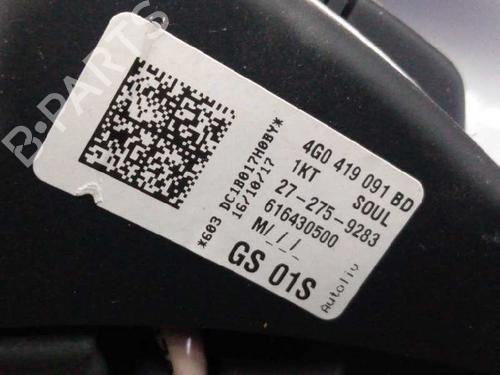 4G0 419 091 BD
1KT SOUL
27-275-9283
616430500
M/_/_/
GS 01S
Autoliv
*603 DC1B017H0BY*
16/10/17
B-PARTS